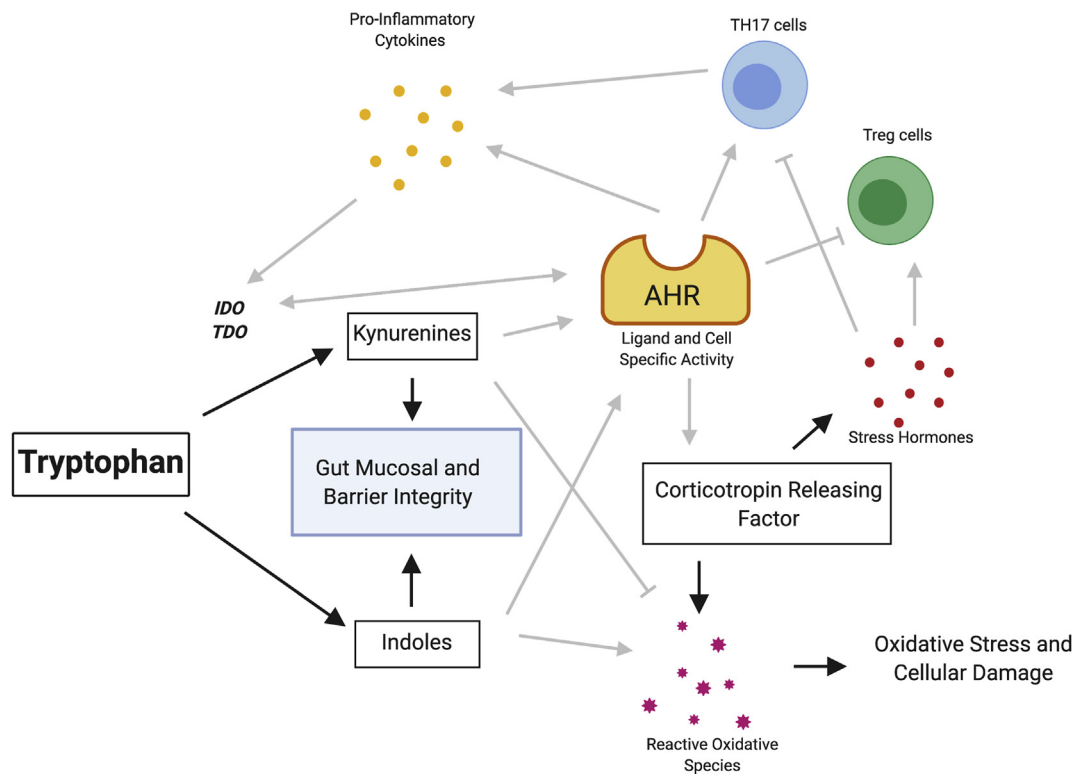 Pro-Inflammatory
Cytokines
TH17 cells
Treg cells
IDO
TDO
Kynurenines
AHR
Ligand and Cell
Specific Activity
Stress Hormones
Tryptophan
Gut Mucosal and
Barrier Integrity
Corticotropin Releasing
Factor
Indoles
Oxidative Stress and
Cellular Damage
Reactive Oxidative
Species